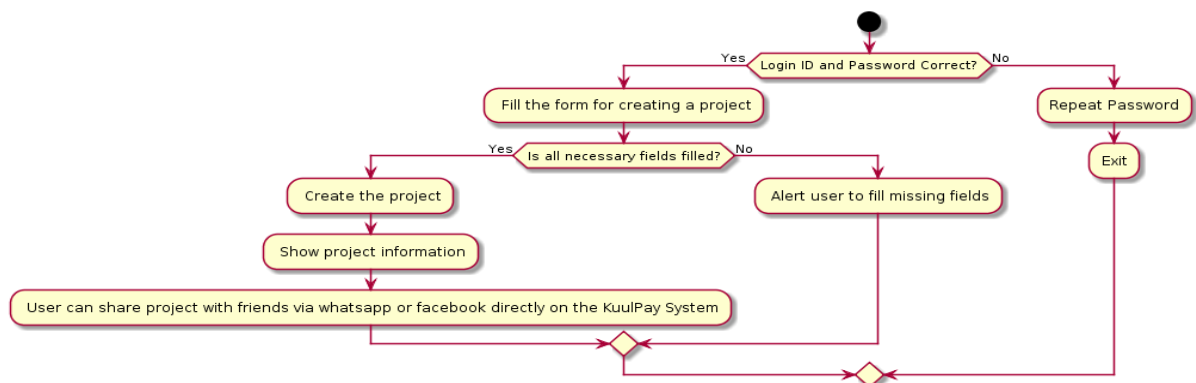 Yes
Login ID and Password Correct?
No
Fill the form for creating a project
Repeat Password
Yes
Is all necessary fields filled?
No
Exit
Create the project
Alert user to fill missing fields
Show project information
User can share project with friends via whatsapp or facebook directly on the KuulPay System